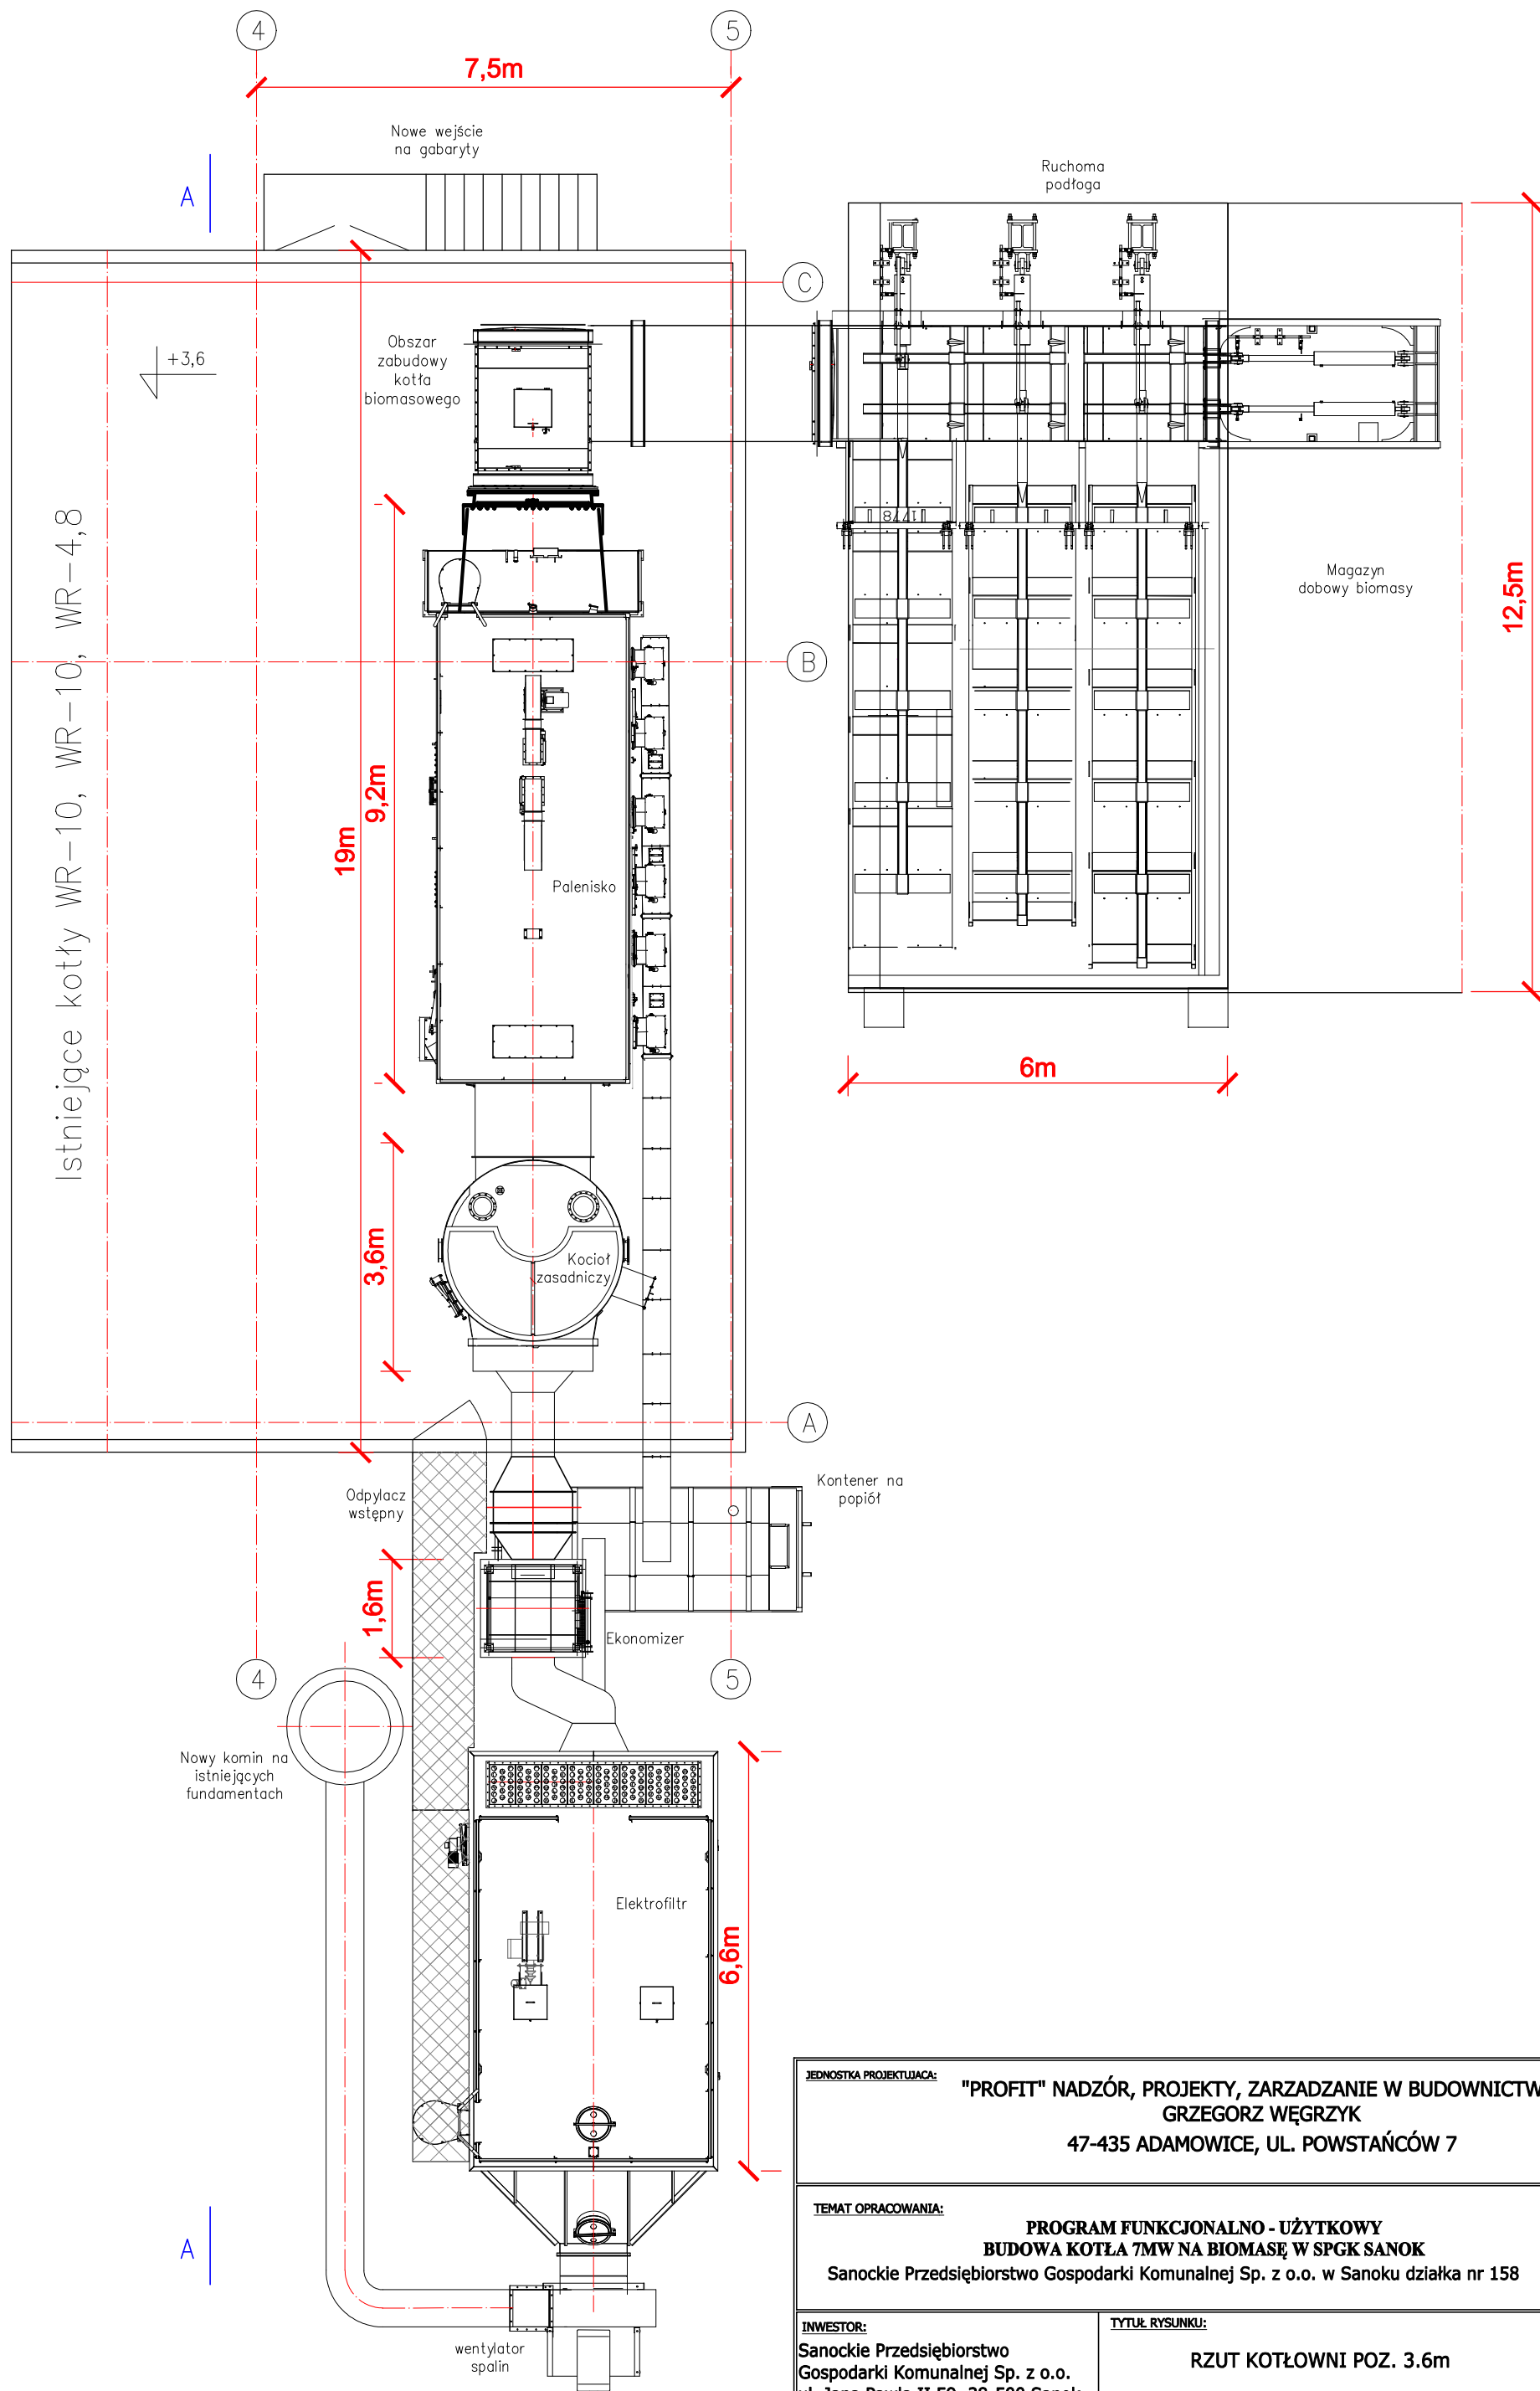 4
5
7,5m
Nowe wejście
na gabaryty
A
Ruchoma
podłoga
C
+3,6
Obszar
zabudowy
kotła
biomasowego
Istniejące kotły WR-10, WR-10, WR-4,8
1778
Magazyn
dobowy biomasy
12,5m
B
9,2m
19m
Palenisko
6m
3,6m
Kocioł
zasadniczy
A
Kontener na
popiół
Odpylacz
wstępny
1,6m
Ekonomizer
4
5
Nowy komin na
istniejących
fundamentach
Elektrofiltr
6,6m
A
wentylator
spalin
JEDNOSTKA PROJEKTUJACA:
"PROFIT" NADZÓR, PROJEKTY, ZARZADZANIE W BUDOWNICTW
GRZEGORZ WĘGRZYK
47-435 ADAMOWICE, UL. POWSTAŃCÓW 7
TEMAT OPRACOWANIA:
PROGRAM FUNKCJONALNO - UŻYTKOWY
BUDOWA KOTŁA 7MW NA BIOMASĘ W SPGK SANOK
Sanockie Przedsiębiorstwo Gospodarki Komunalnej Sp. z o.o. w Sanoku działka nr 158
INWESTOR:
Sanockie Przedsiębiorstwo
Gospodarki Komunalnej Sp. z o.o.
TYTUŁ RYSUNKU:
RZUT KOTŁOWNI POZ. 3.6m